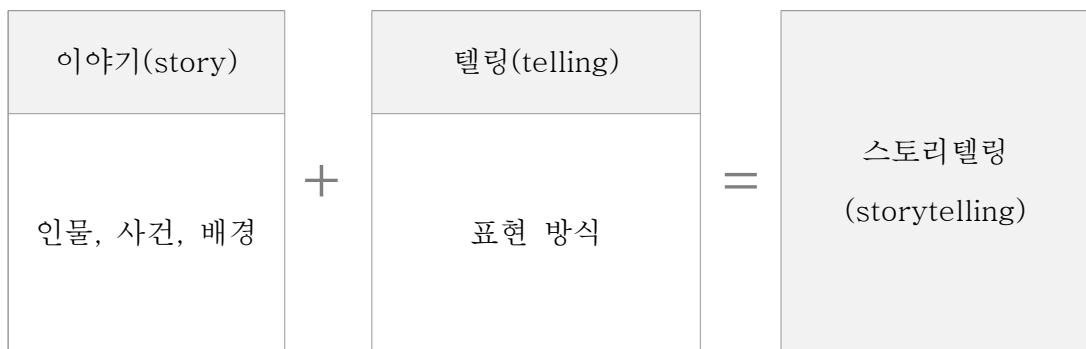 이야기(story)
인물, 사건, 배경
+
텔링(telling)
표현 방식
=
스토리텔링
(storytelling)